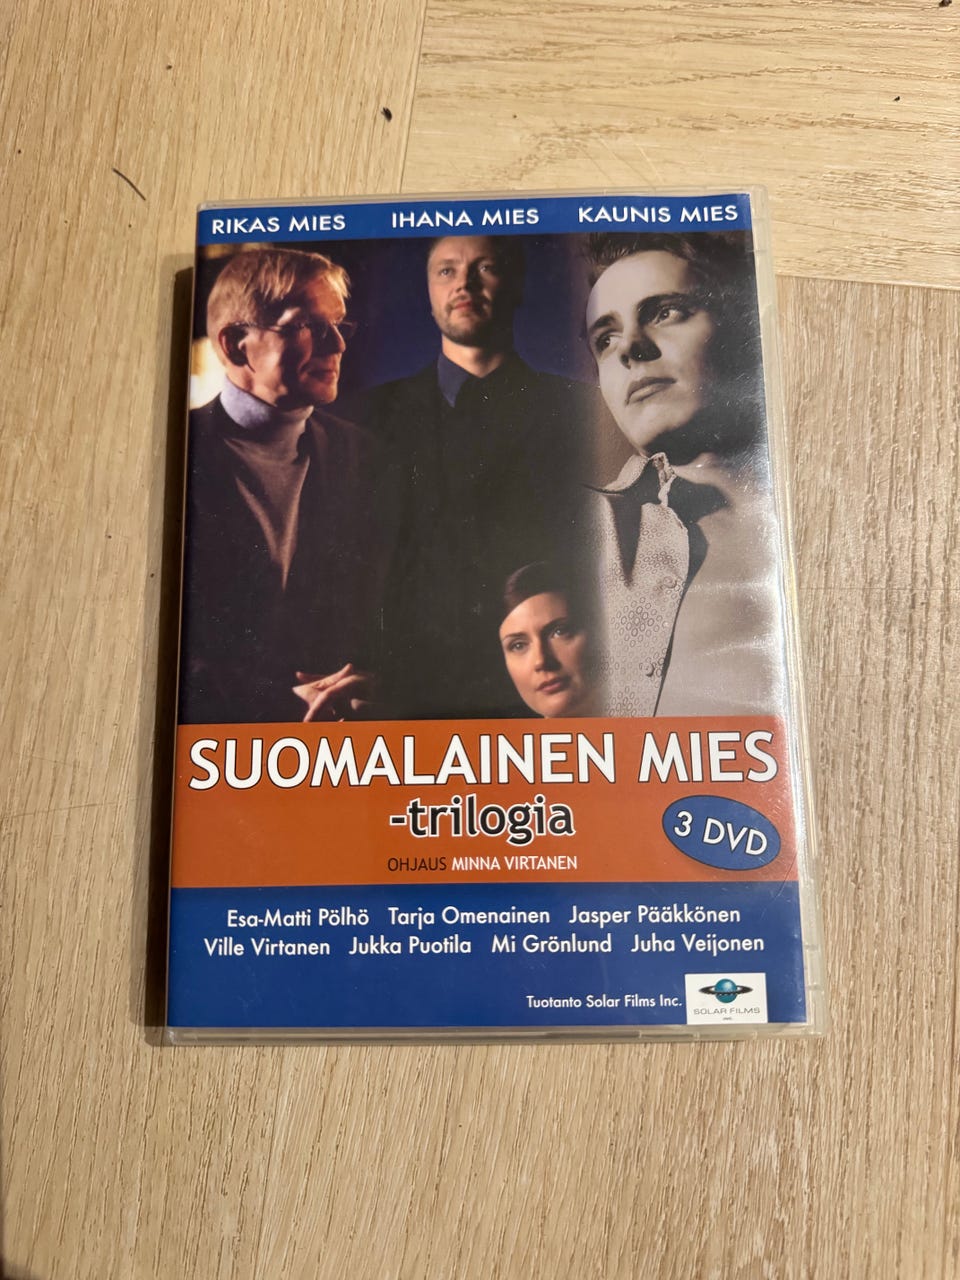 RIKAS MIES IHANA MIES KAUNIS MIES
SUOMALAINEN MIES
-trilogia
3 DVD
OHJAUS MINNA VIRTANEN
Esa-Matti Pölhö Tarja Omenainen Jasper Pääkkönen
Ville Virtanen Jukka Puotila Mi Grönlund Juha Veijonen
Tuotanto Solar Films Inc.
SOLAR FILMS
INC.